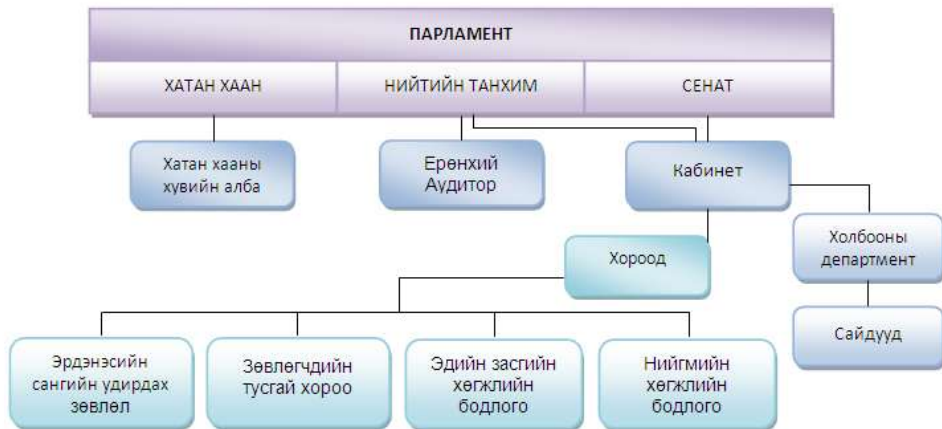 ПАРЛАМЕНТ
ХАТАН ХААН
НИЙТИЙН ТАНХИМ
СЕНАТ
Хатан хааны
хувийн алба
Ерөнхий
Аудитор
Кабинет
Холбооны
департмент
Хороод
Сайдууд
Эрдэнэсийн
сангийн удирдах
зөвлөл
Зөвлөгчдийн
тусгай хороо
Эдийн засгийн
хөгжлийн
бодлого
Нийгмийн
хөгжлийн
бодлого